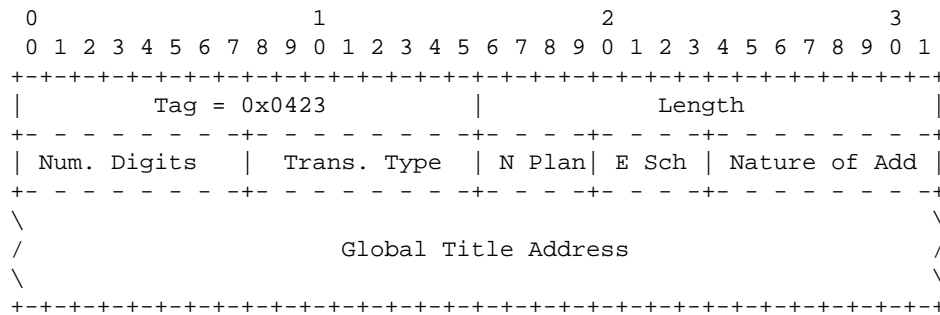 0                   1                   2                   3
 0 1 2 3 4 5 6 7 8 9 0 1 2 3 4 5 6 7 8 9 0 1 2 3 4 5 6 7 8 9 0 1
+-+-+-+-+-+-+-+-+-+-+-+-+-+-+-+-+-+-+-+-+-+-+-+-+-+-+-+-+-+-+-+-+
|         Tag = 0x0423          |            Length             |
+- - - - - - - -+- - - - - - - -+- - - -+- - - -+- - - - - - - -+
| Num. Digits   |  Trans. Type  | N Plan| E Sch | Nature of Add |
+- - - - - - - -+- - - - - - - -+- - - -+- - - -+- - - - - - - -+
\                                                               \
/                      Global Title Address                     /
\                                                               \
+-+-+-+-+-+-+-+-+-+-+-+-+-+-+-+-+-+-+-+-+-+-+-+-+-+-+-+-+-+-+-+-+